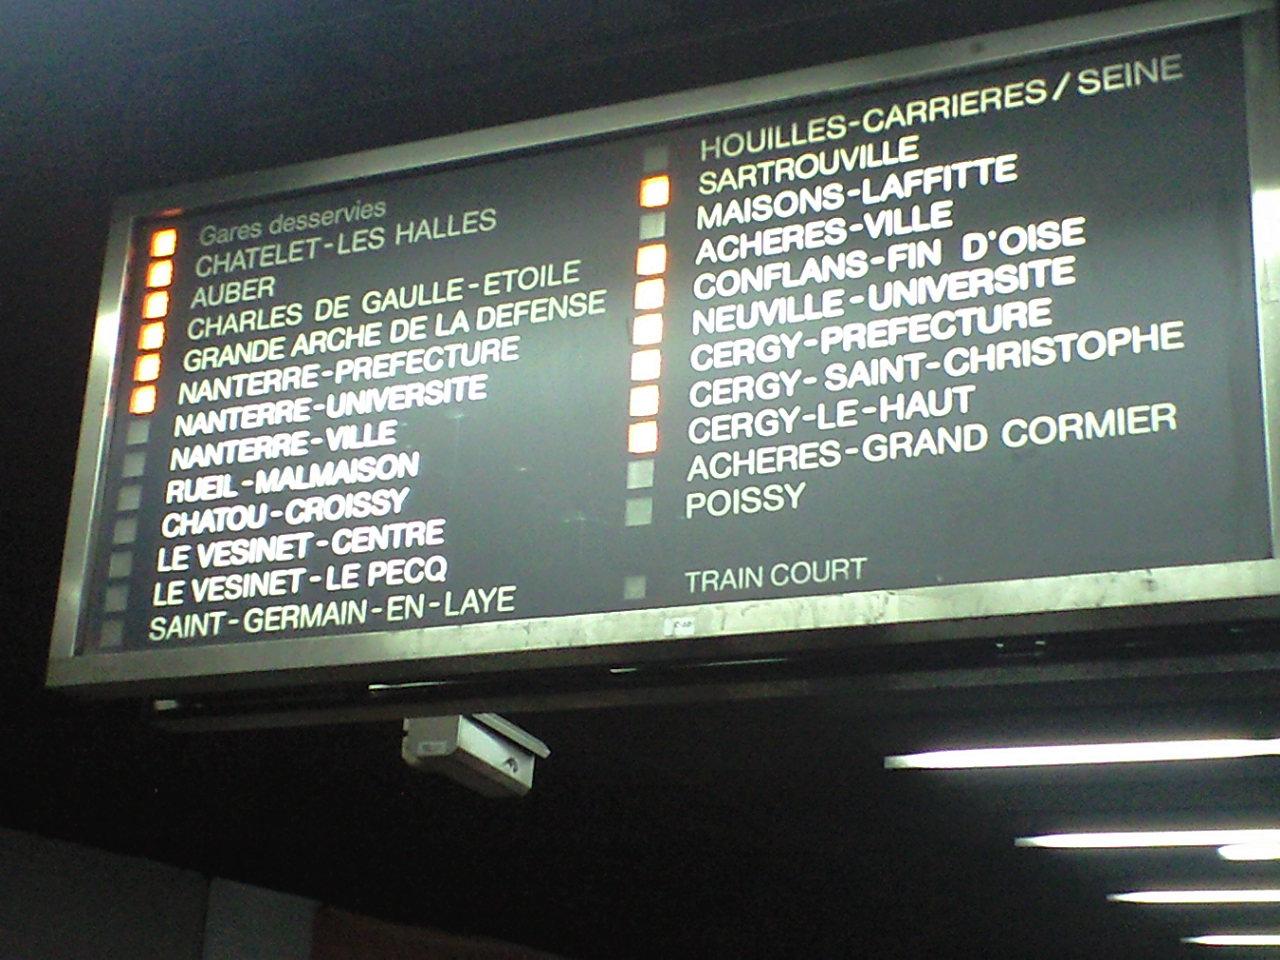 Gares desservies
CHATELET-LES HALLES
AUBER
CHARLES DE GAULLE-ETOILE
GRANDE ARCHE DE LA DEFENSE
NANTERRE-PREFECTURE
NANTERRE-UNIVERSITE
NANTERRE-VILLE
RUEIL-MALMAISON
CHATOU-CROISSY
LE VESINET-CENTRE
LE VESINET-LE PECQ
SAINT-GERMAIN-EN-LAYE
HOUILLES-CARRIERES/SEINE
SARTROUVILLE
MAISONS-LAFFITTE
ACHERES-VILLE
CONFLANS-FIN D'OISE
NEUVILLE-UNIVERSITE
CERGY-PREFECTURE
CERGY-SAINT-CHRISTOPHE
CERGY-LE-HAUT
ACHERES-GRAND CORMIER
POISSY
TRAIN COURT